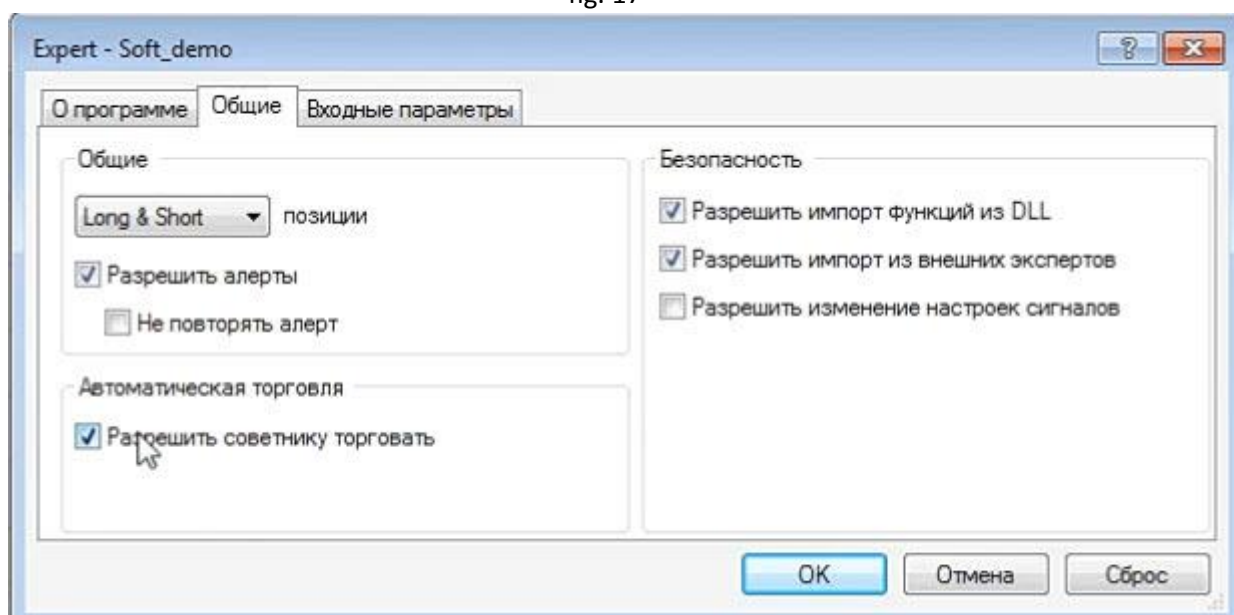 Expert - Soft_demo
О программе Общие Входные параметры
Общие
Long & Short позиции
Разрешить алерты
Не повторять алерт
Автоматическая торговля
Разрешить советнику торговать
Безопасность
Разрешить импорт функций из DLL
Разрешить импорт из внешних экспертов
Разрешить изменение настроек сигналов
OK Отмена Сброс